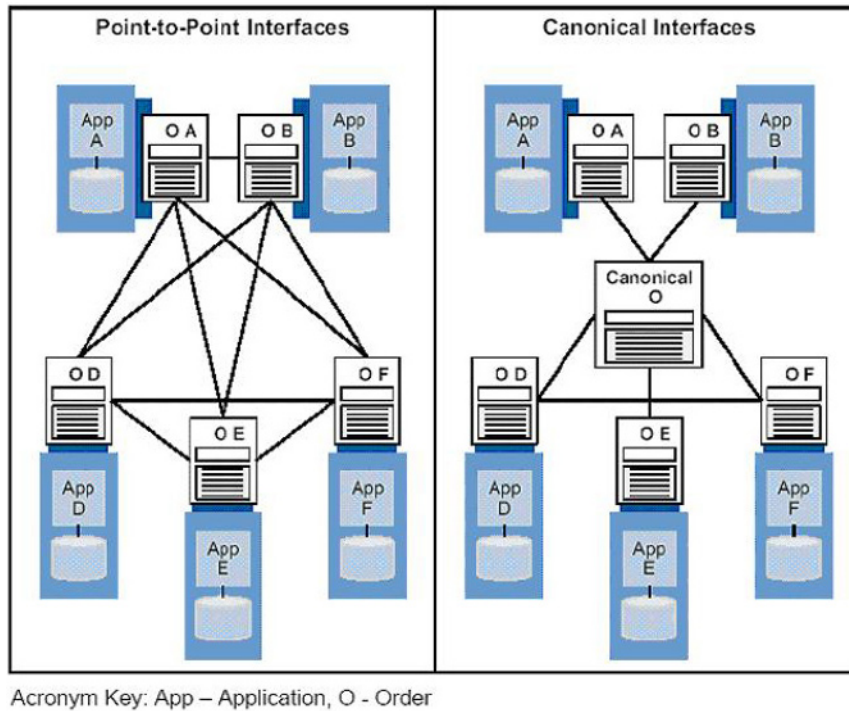 Point-to-Point Interfaces
App
A
O A
O B
App
B
O D
O E
O F
App
D
App
E
App
F
Canonical Interfaces
App
A
O A
O B
App
B
Canonical
O
O D
O E
O F
App
D
App
E
App
F
Acronym Key: App – Application, O - Order